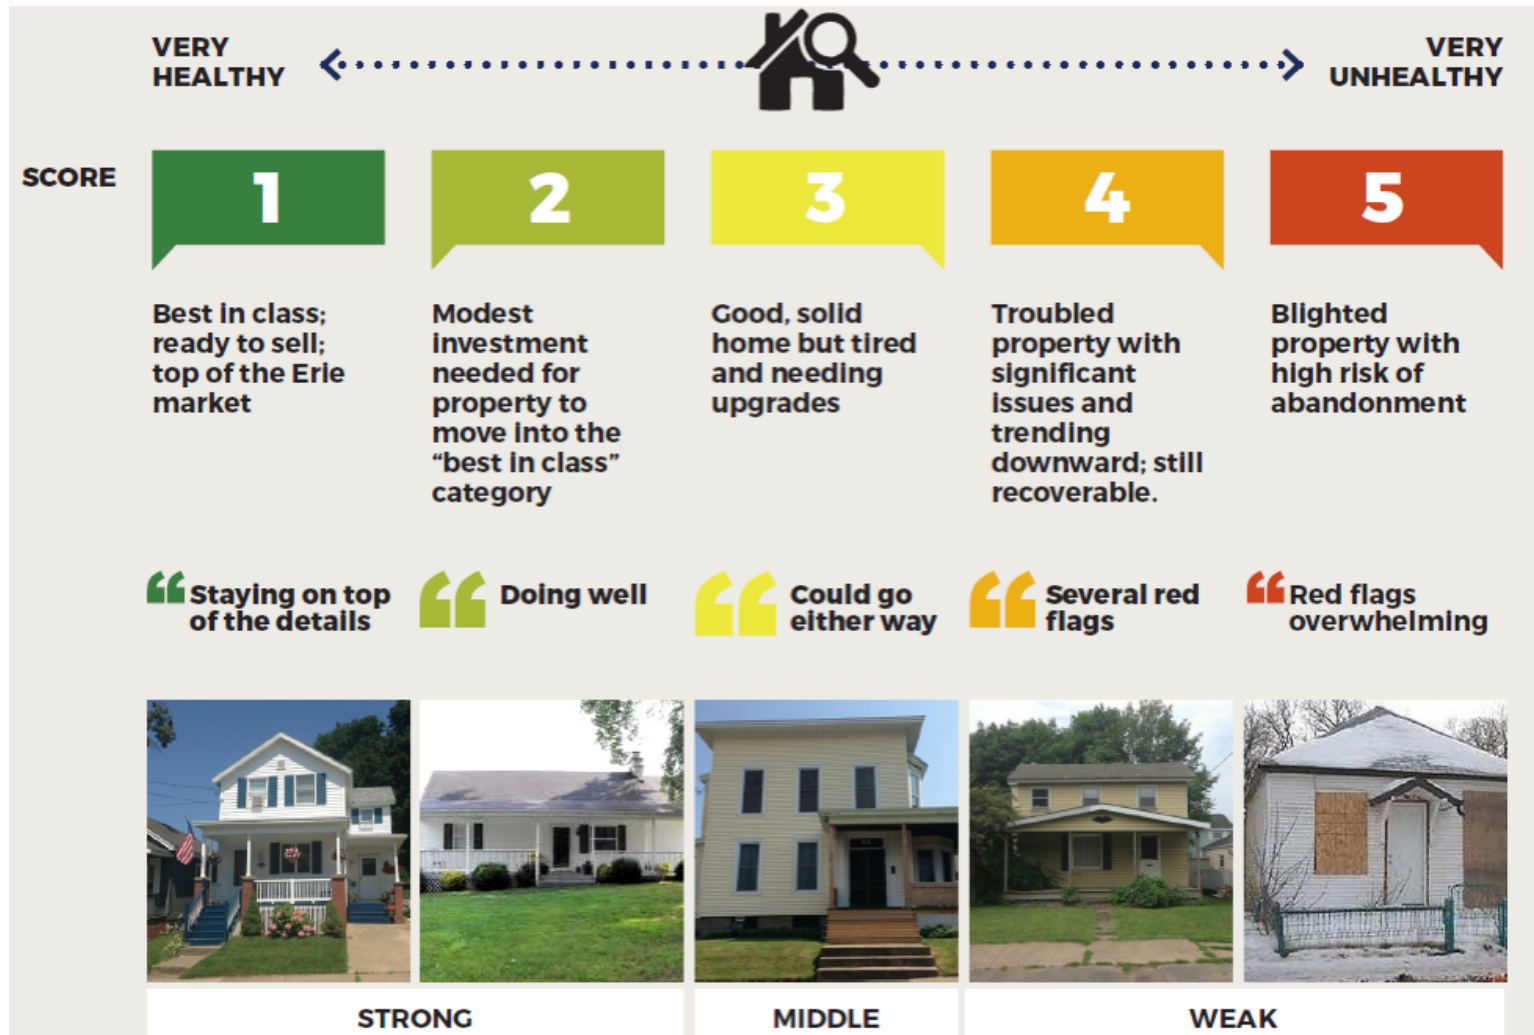 VERY
HEALTHY
VERY
UNHEALTHY
SCORE
1
2
3
4
5
Best in class;
ready to sell;
top of the Erie
market
Modest
investment
needed for
property to
move into the
“best in class”
category
Good, solid
home but tired
and needing
upgrades
Troubled
property with
significant
issues and
trending
downward; still
recoverable.
Blighted
property with
high risk of
abandonment
“ Staying on top
of the details
“ Doing well
“ Could go
either way
“ Several red
flags
“ Red flags
overwhelming
STRONG
MIDDLE
WEAK